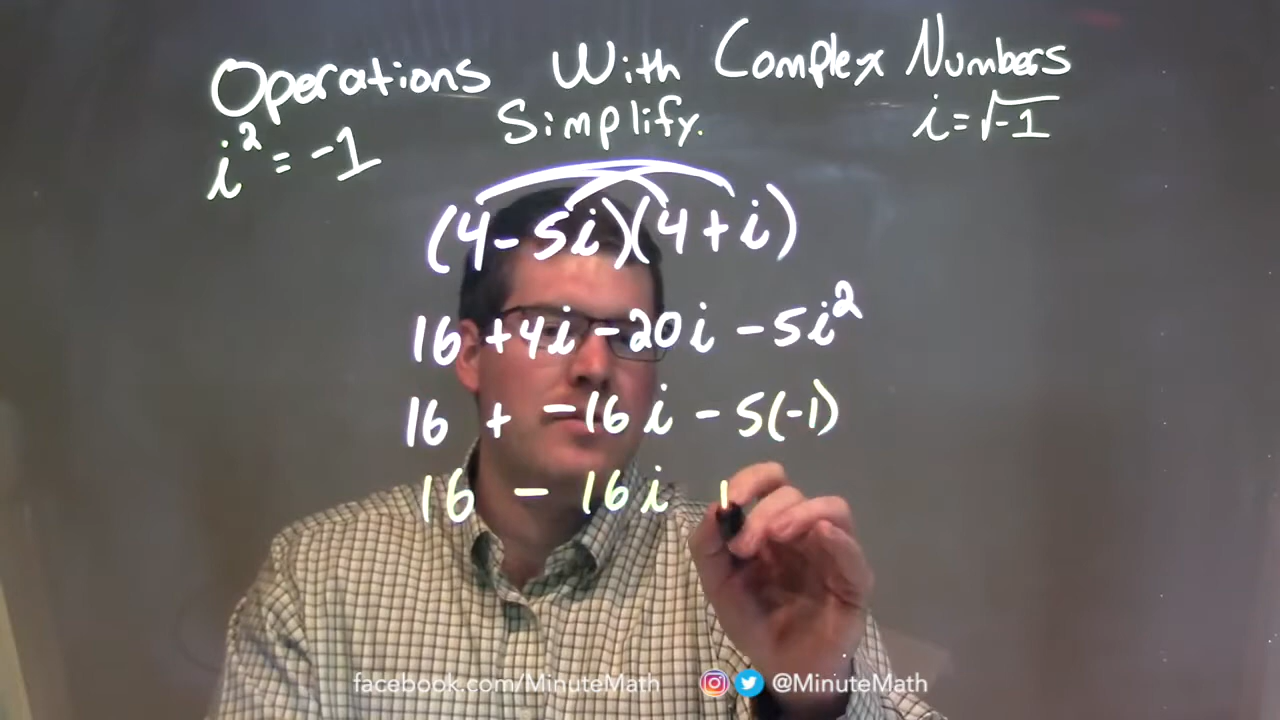 Operations With Complex Numbers
Simplify.
i² = -1
i = √-1
(4 - 5i)(4 + i)
16 + 4i - 20i - 5i²
16 + -16i - 5(-1)
16 - 16i
facebook.com/MinuteMath @MinuteMath